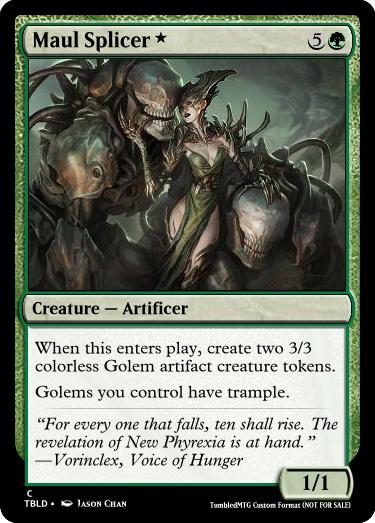 Maul Splicer ★ 5
Creature — Artificer
When this enters play, create two 3/3
colorless Golem artifact creature tokens.
Golems you control have trample.
“For every one that falls, ten shall rise. The
revelation of New Phyrexia is at hand.”
—Vorinclex, Voice of Hunger
1/1
C
TBLD • Jason Chan
TumbledMTG Custom Format (NOT FOR SALE)